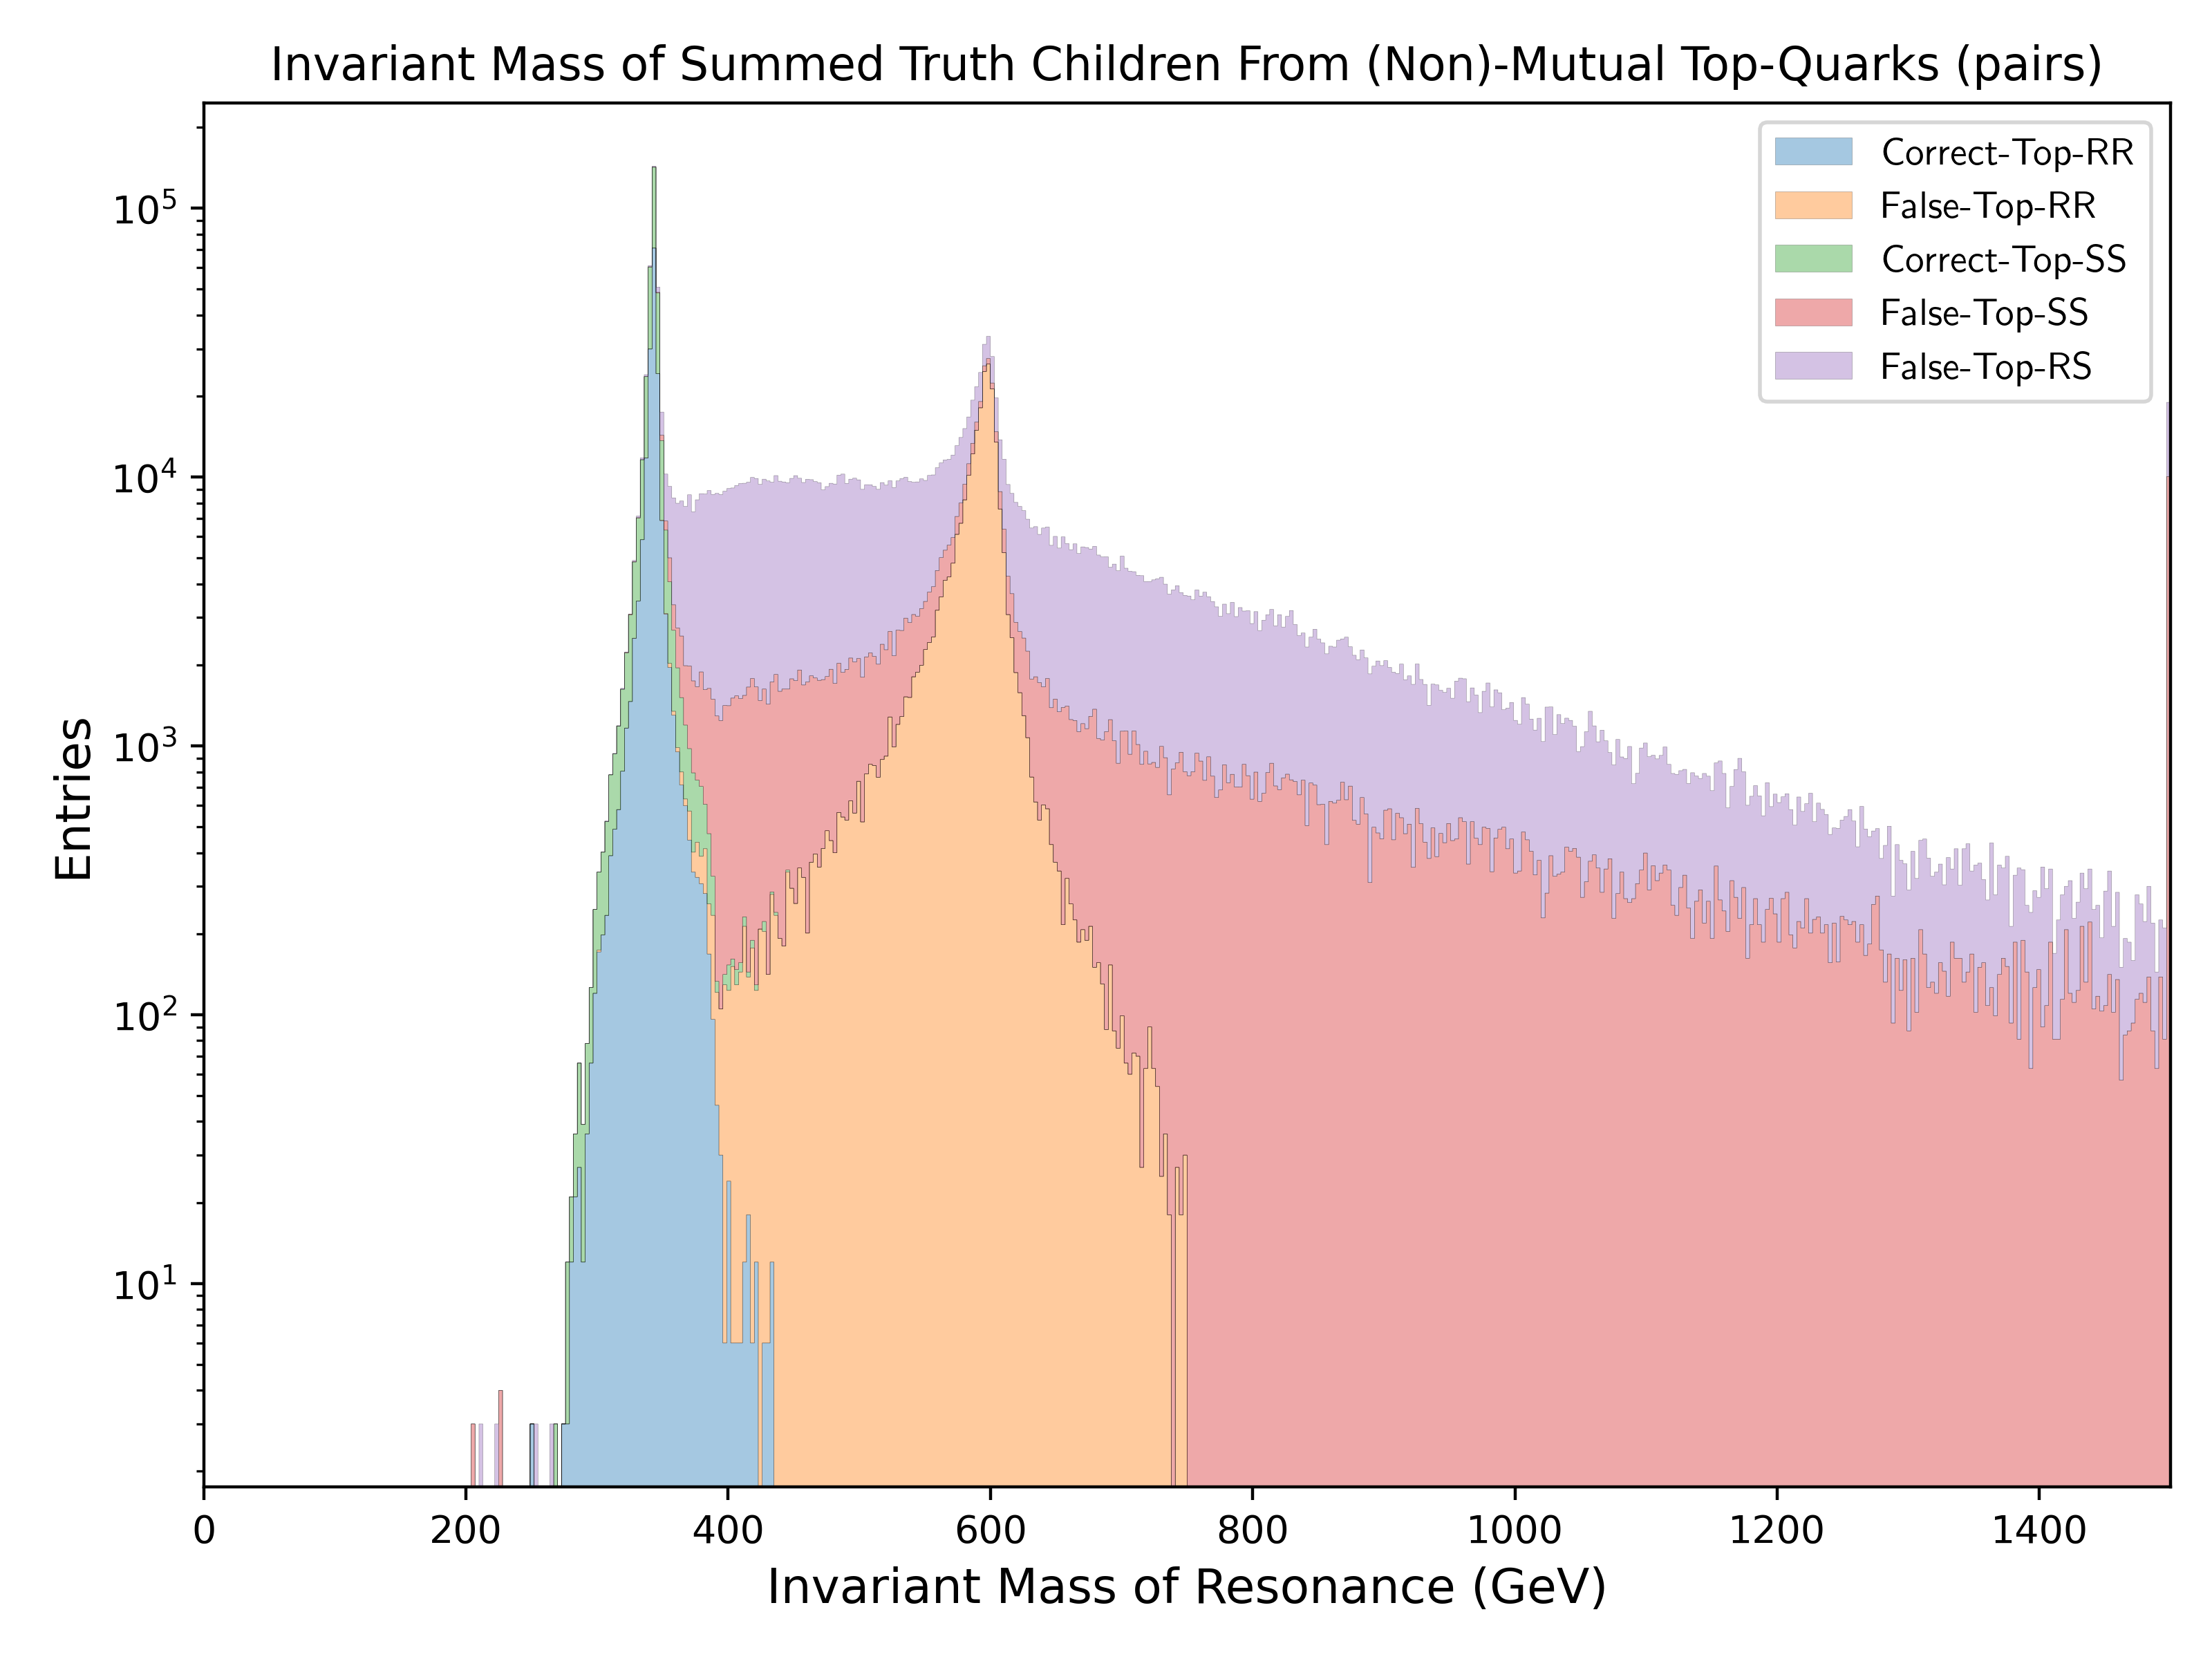 Invariant Mass of Summed Truth Children From (Non)-Mutual Top-Quarks (pairs)
Correct-Top-RR
False-Top-RR
Correct-Top-SS
False-Top-SS
False-Top-RS
Entries
10^5
10^4
10^3
10^2
10^1
0 200 400 600 800 1000 1200 1400
Invariant Mass of Resonance (GeV)